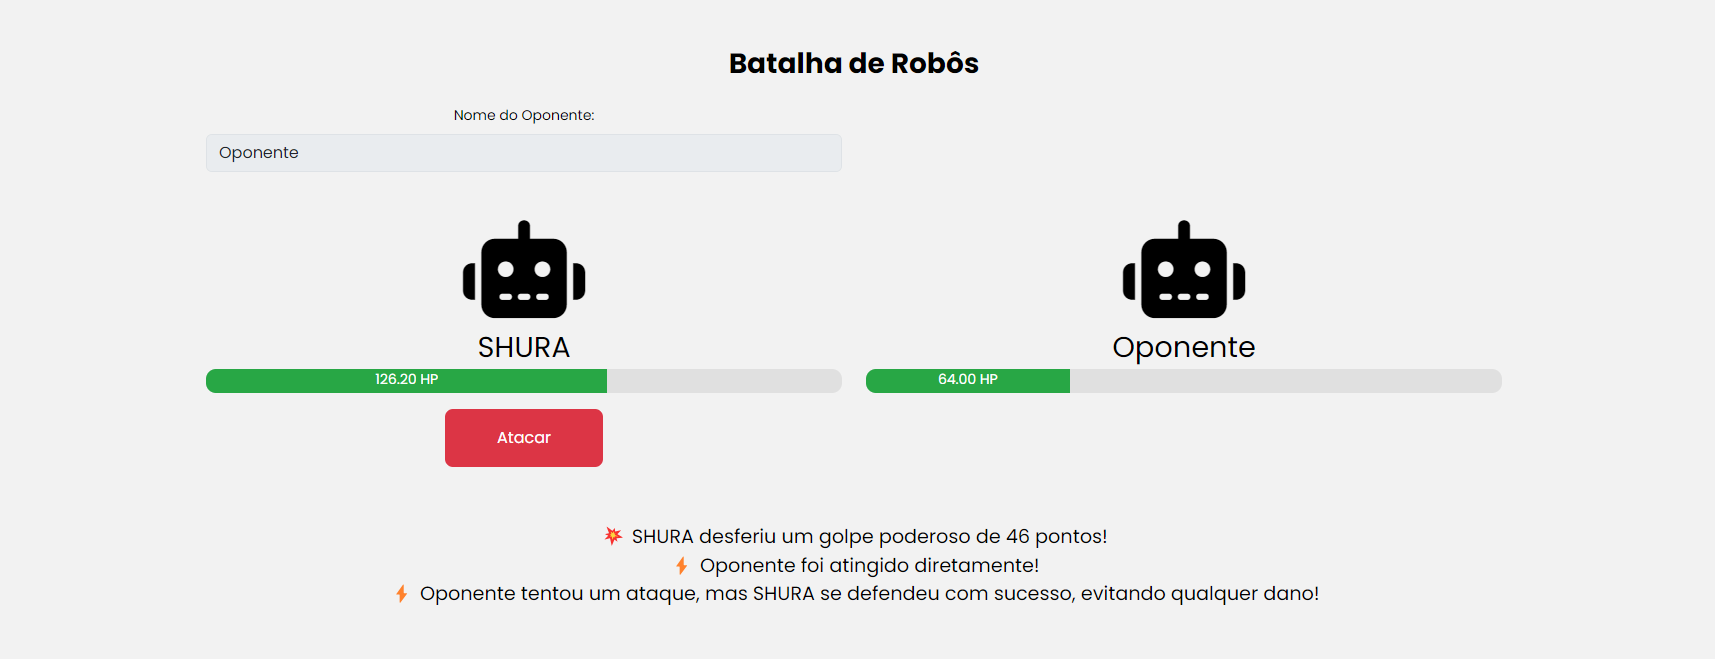 Batalha de Robôs
Nome do Oponente:
Oponente
SHURA
Oponente
126.20 HP
64.00 HP
Atacar
💥 SHURA desferiu um golpe poderoso de 46 pontos!
⚡ Oponente foi atingido diretamente!
⚡ Oponente tentou um ataque, mas SHURA se defendeu com sucesso, evitando qualquer dano!